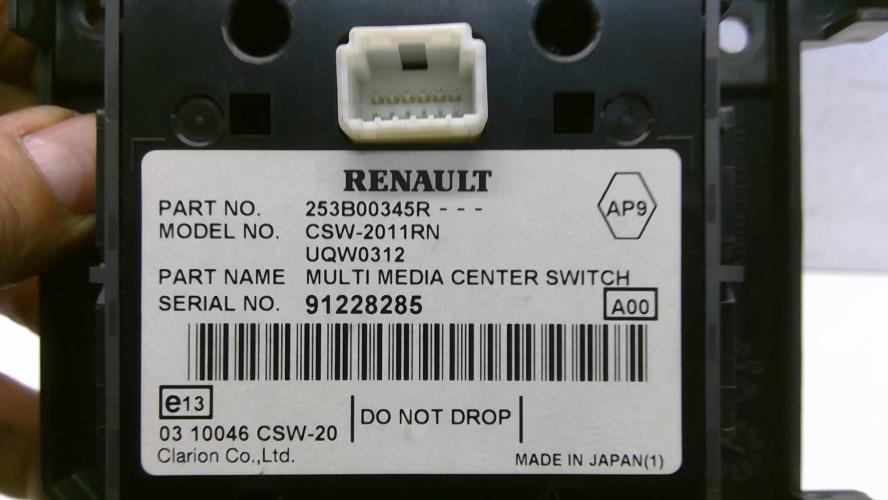 RENAULT
PART NO. 253B00345R - - -
AP9
MODEL NO. CSW-2011RN
UQW0312
PART NAME MULTI MEDIA CENTER SWITCH
SERIAL NO. 91228285
A00
e13
03 10046 CSW-20
DO NOT DROP
Clarion Co.,Ltd.
MADE IN JAPAN(1)